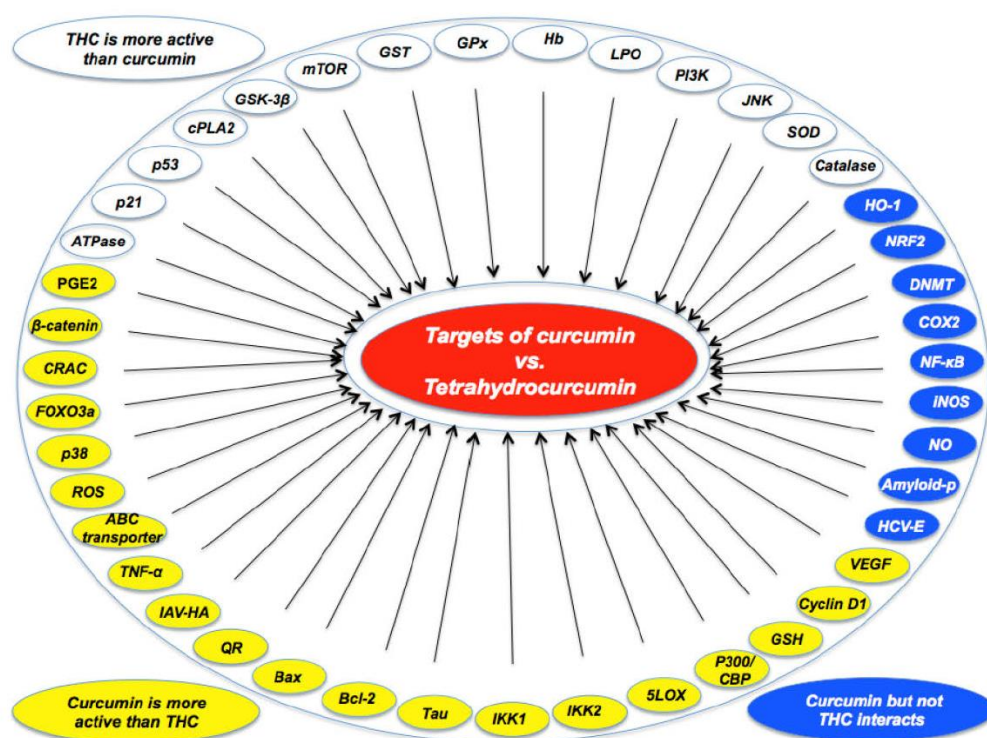 THC is more active
than curcumin
mTOR
GST
GPx
Hb
LPO
PI3K
JNK
SOD
Catalase
GSK-3β
cPLA2
p53
p21
ATPase
HO-1
NRF2
DNMT
COX2
NF-κB
iNOS
NO
Amyloid-p
HCV-E
PGE2
β-catenin
CRAC
FOXO3a
p38
ROS
ABC
transporter
TNF-α
IAV-HA
QR
Bax
Bcl-2
Tau
IKK1
IKK2
5LOX
P300/
CBP
GSH
Cyclin D1
VEGF
Targets of curcumin
vs.
Tetrahydrocurcumin
Curcumin is more
active than THC
Curcumin but not
THC interacts